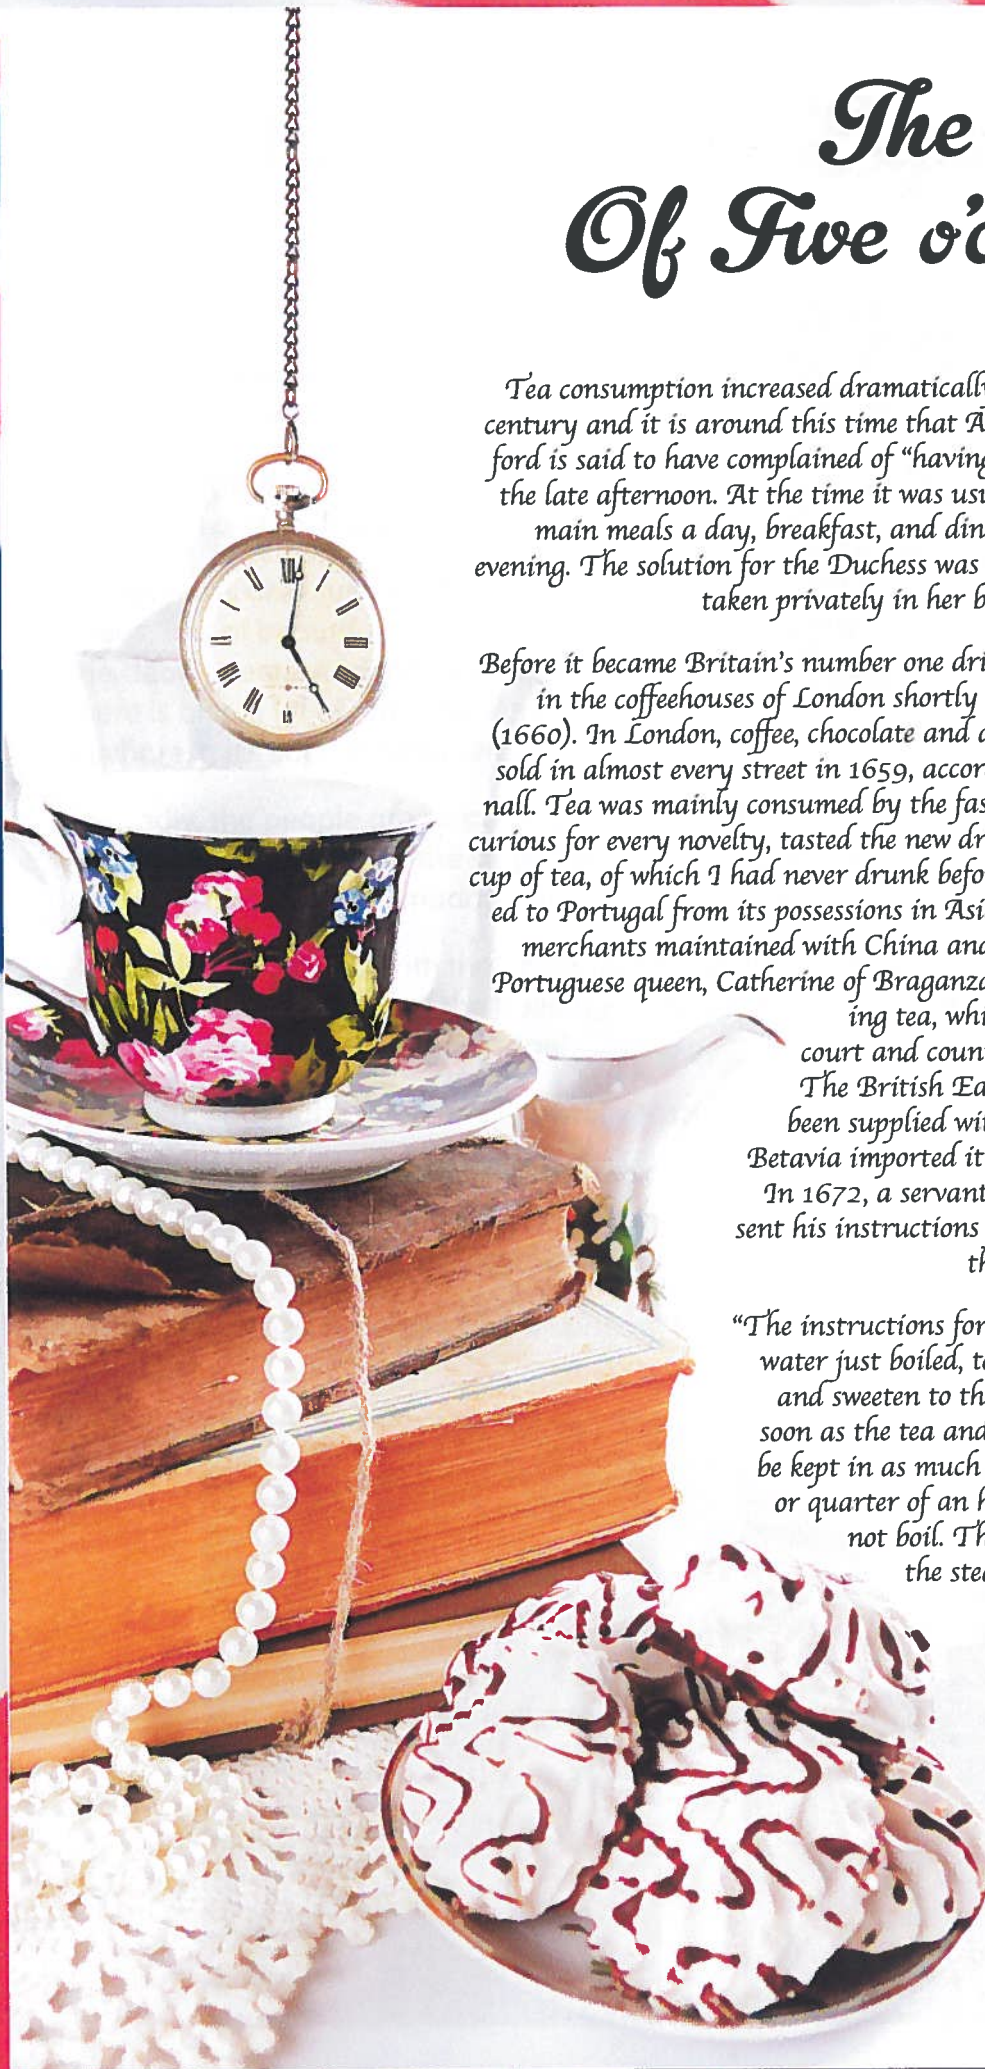 The
Of Five o'c
Tea consumption increased dramatically
century and it is around this time that A
ford is said to have complained of “having
the late afternoon. At the time it was usu
main meals a day, breakfast, and din
evening. The solution for the Duchess was
taken privately in her b
Before it became Britain's number one dri
in the coffeehouses of London shortly
(1660). In London, coffee, chocolate and a
sold in almost every street in 1659, accor
nall. Tea was mainly consumed by the fas
curious for every novelty, tasted the new dr
cup of tea, of which I had never drunk befo
ed to Portugal from its possessions in Asi
merchants maintained with China and
Portuguese queen, Catherine of Braganza
ing tea, whi
court and coun
The British Ea
been supplied wit
Betavia imported it
In 1672, a servant
sent his instructions
th
“The instructions for
water just boiled, ta
and sweeten to th
soon as the tea and
be kept in as much
or quarter of an h
not boil. Th
the stea